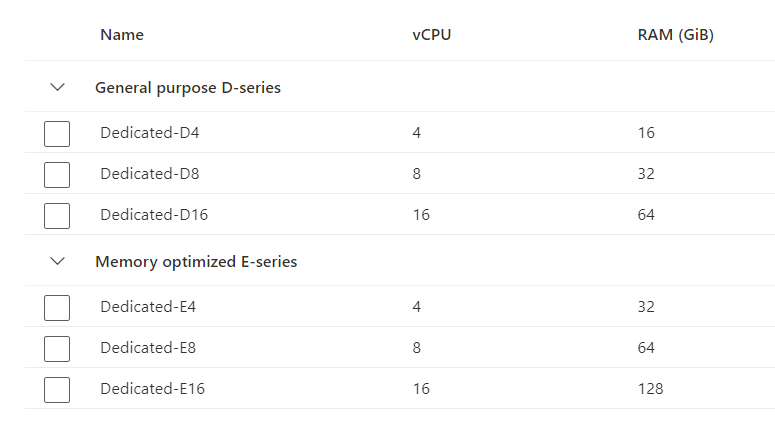 Name vCPU RAM (GiB)
General purpose D-series
Dedicated-D4 4 16
Dedicated-D8 8 32
Dedicated-D16 16 64
Memory optimized E-series
Dedicated-E4 4 32
Dedicated-E8 8 64
Dedicated-E16 16 128